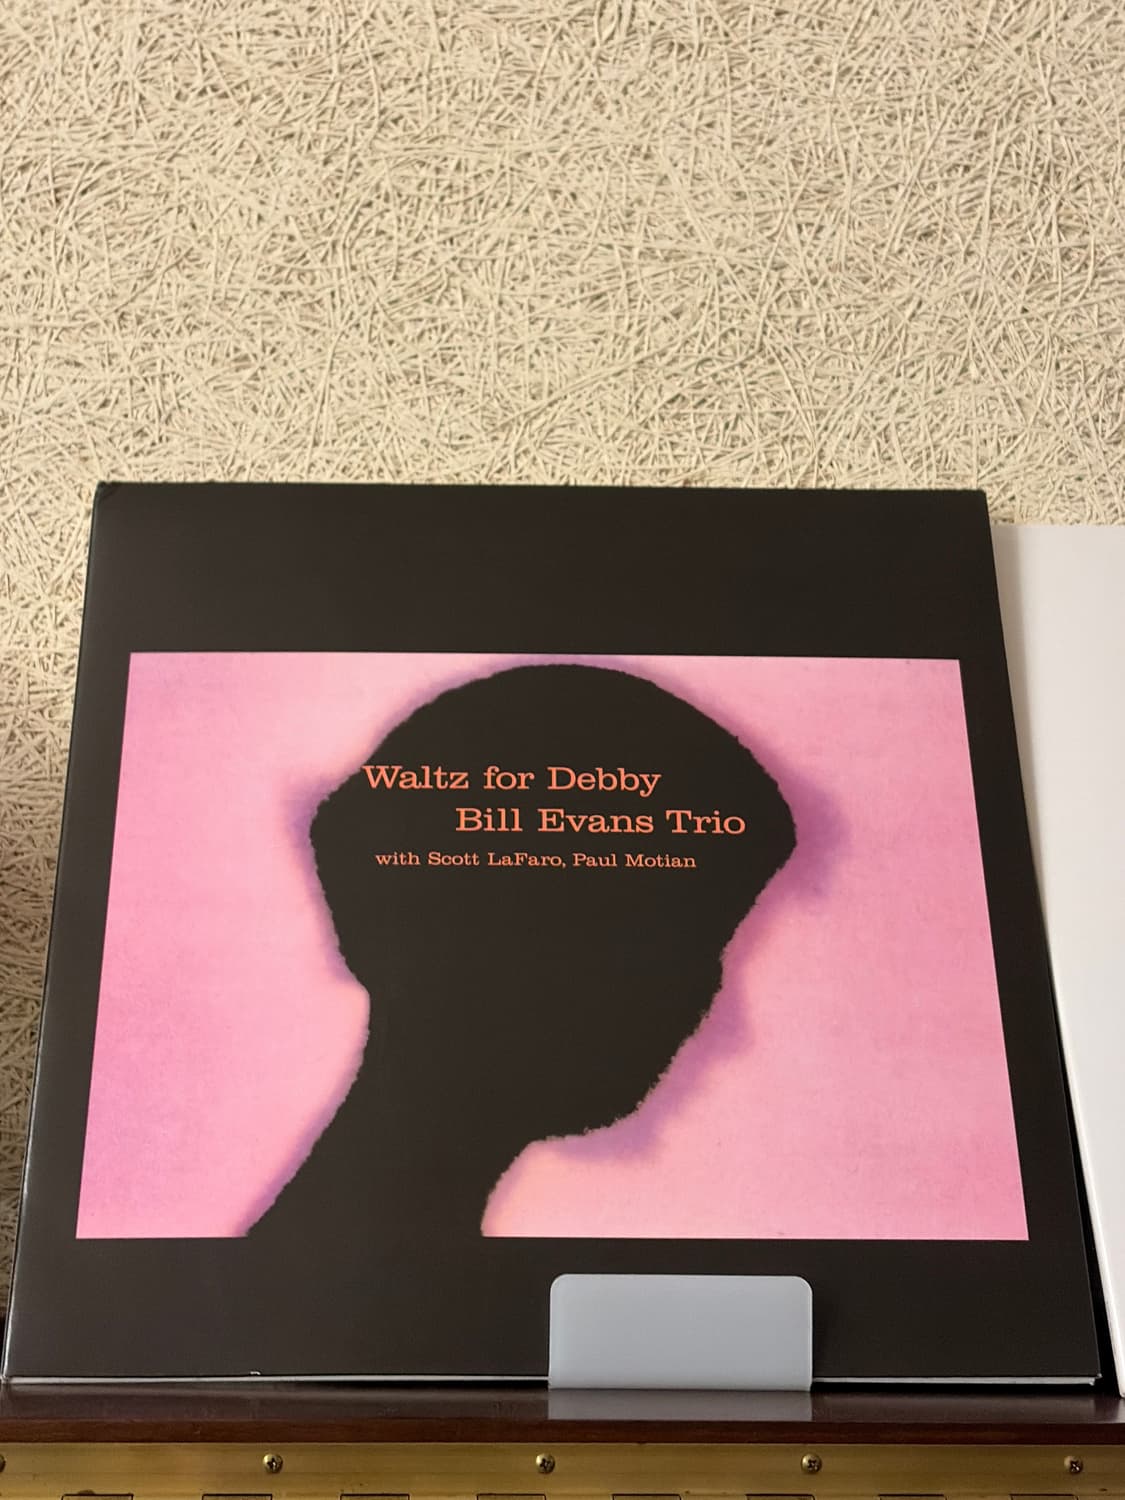 Waltz for Debby
Bill Evans Trio
with Scott LaFaro, Paul Motian